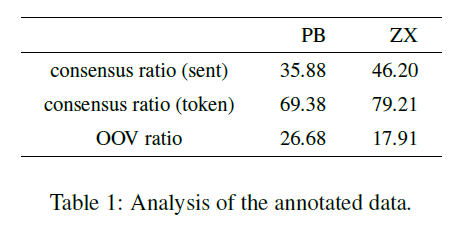 PB ZX
consensus ratio (sent) 35.88 46.20
consensus ratio (token) 69.38 79.21
OOV ratio 26.68 17.91
Table 1: Analysis of the annotated data.